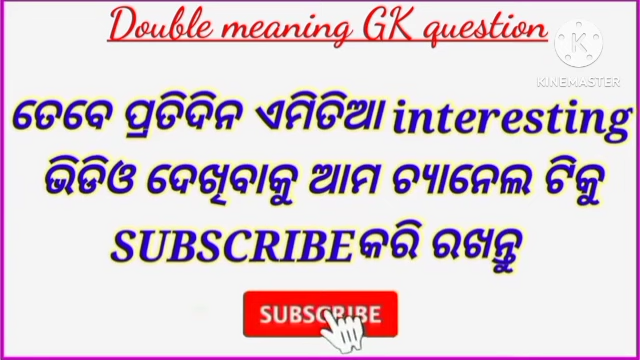 Double meaning GK question
KINEMASTER
ତେବେ ପ୍ରତିଦିନ ଏମିତିଆ interesting
ଭିଡିଓ ଦେଖିବାକୁ ଆମ ଚ୍ୟାନେଲ ଟିକୁ
SUBSCRIBE କରି ରଖନ୍ତୁ
SUBSCRIBE